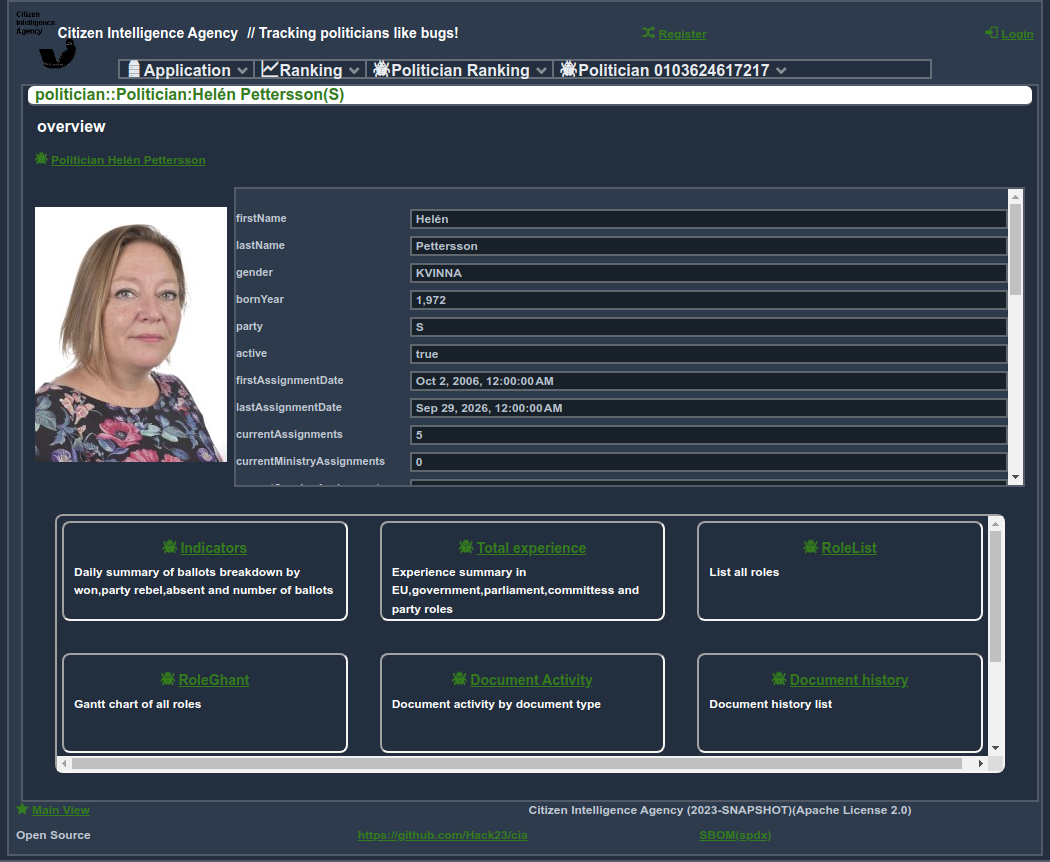 Citizen
Intelligence
Agency
Citizen Intelligence Agency // Tracking politicians like bugs!
Register
Login
Application
Ranking
Politician Ranking
Politician 0103624617217
politician::Politician:Helén Pettersson(S)
overview
Politician Helén Pettersson
firstName Helén
lastName Pettersson
gender KVINNA
bornYear 1,972
party S
active true
firstAssignmentDate Oct 2, 2006, 12:00:00 AM
lastAssignmentDate Sep 29, 2026, 12:00:00 AM
currentAssignments 5
currentMinistryAssignments 0
Indicators
Daily summary of ballots breakdown by
won,party rebel,absent and number of ballots
Total experience
Experience summary in
EU,government,parliament,committess and
party roles
RoleList
List all roles
RoleGhant
Gantt chart of all roles
Document Activity
Document activity by document type
Document history
Document history list
Main View
Citizen Intelligence Agency (2023-SNAPSHOT)(Apache License 2.0)
Open Source
https://github.com/Hack23/cia
SBOM(spdx)